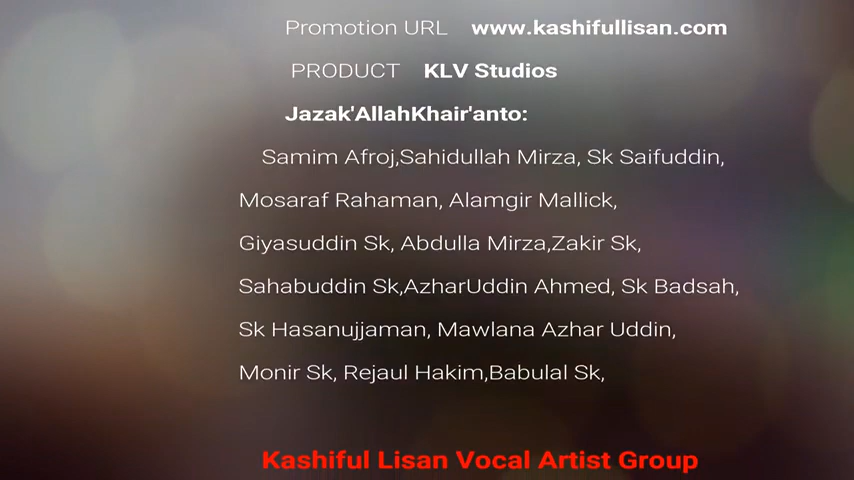 Promotion URL www.kashifullisan.com
PRODUCT KLV Studios
Jazak'AllahKhair'anto:
Samim Afroj,Sahidullah Mirza, Sk Saifuddin,
Mosaraf Rahaman, Alamgir Mallick,
Giyasuddin Sk, Abdulla Mirza,Zakir Sk,
Sahabuddin Sk,AzharUddin Ahmed, Sk Badsah,
Sk Hasanujjaman, Mawlana Azhar Uddin,
Monir Sk, Rejaul Hakim,Babulal Sk,
Kashiful Lisan Vocal Artist Group